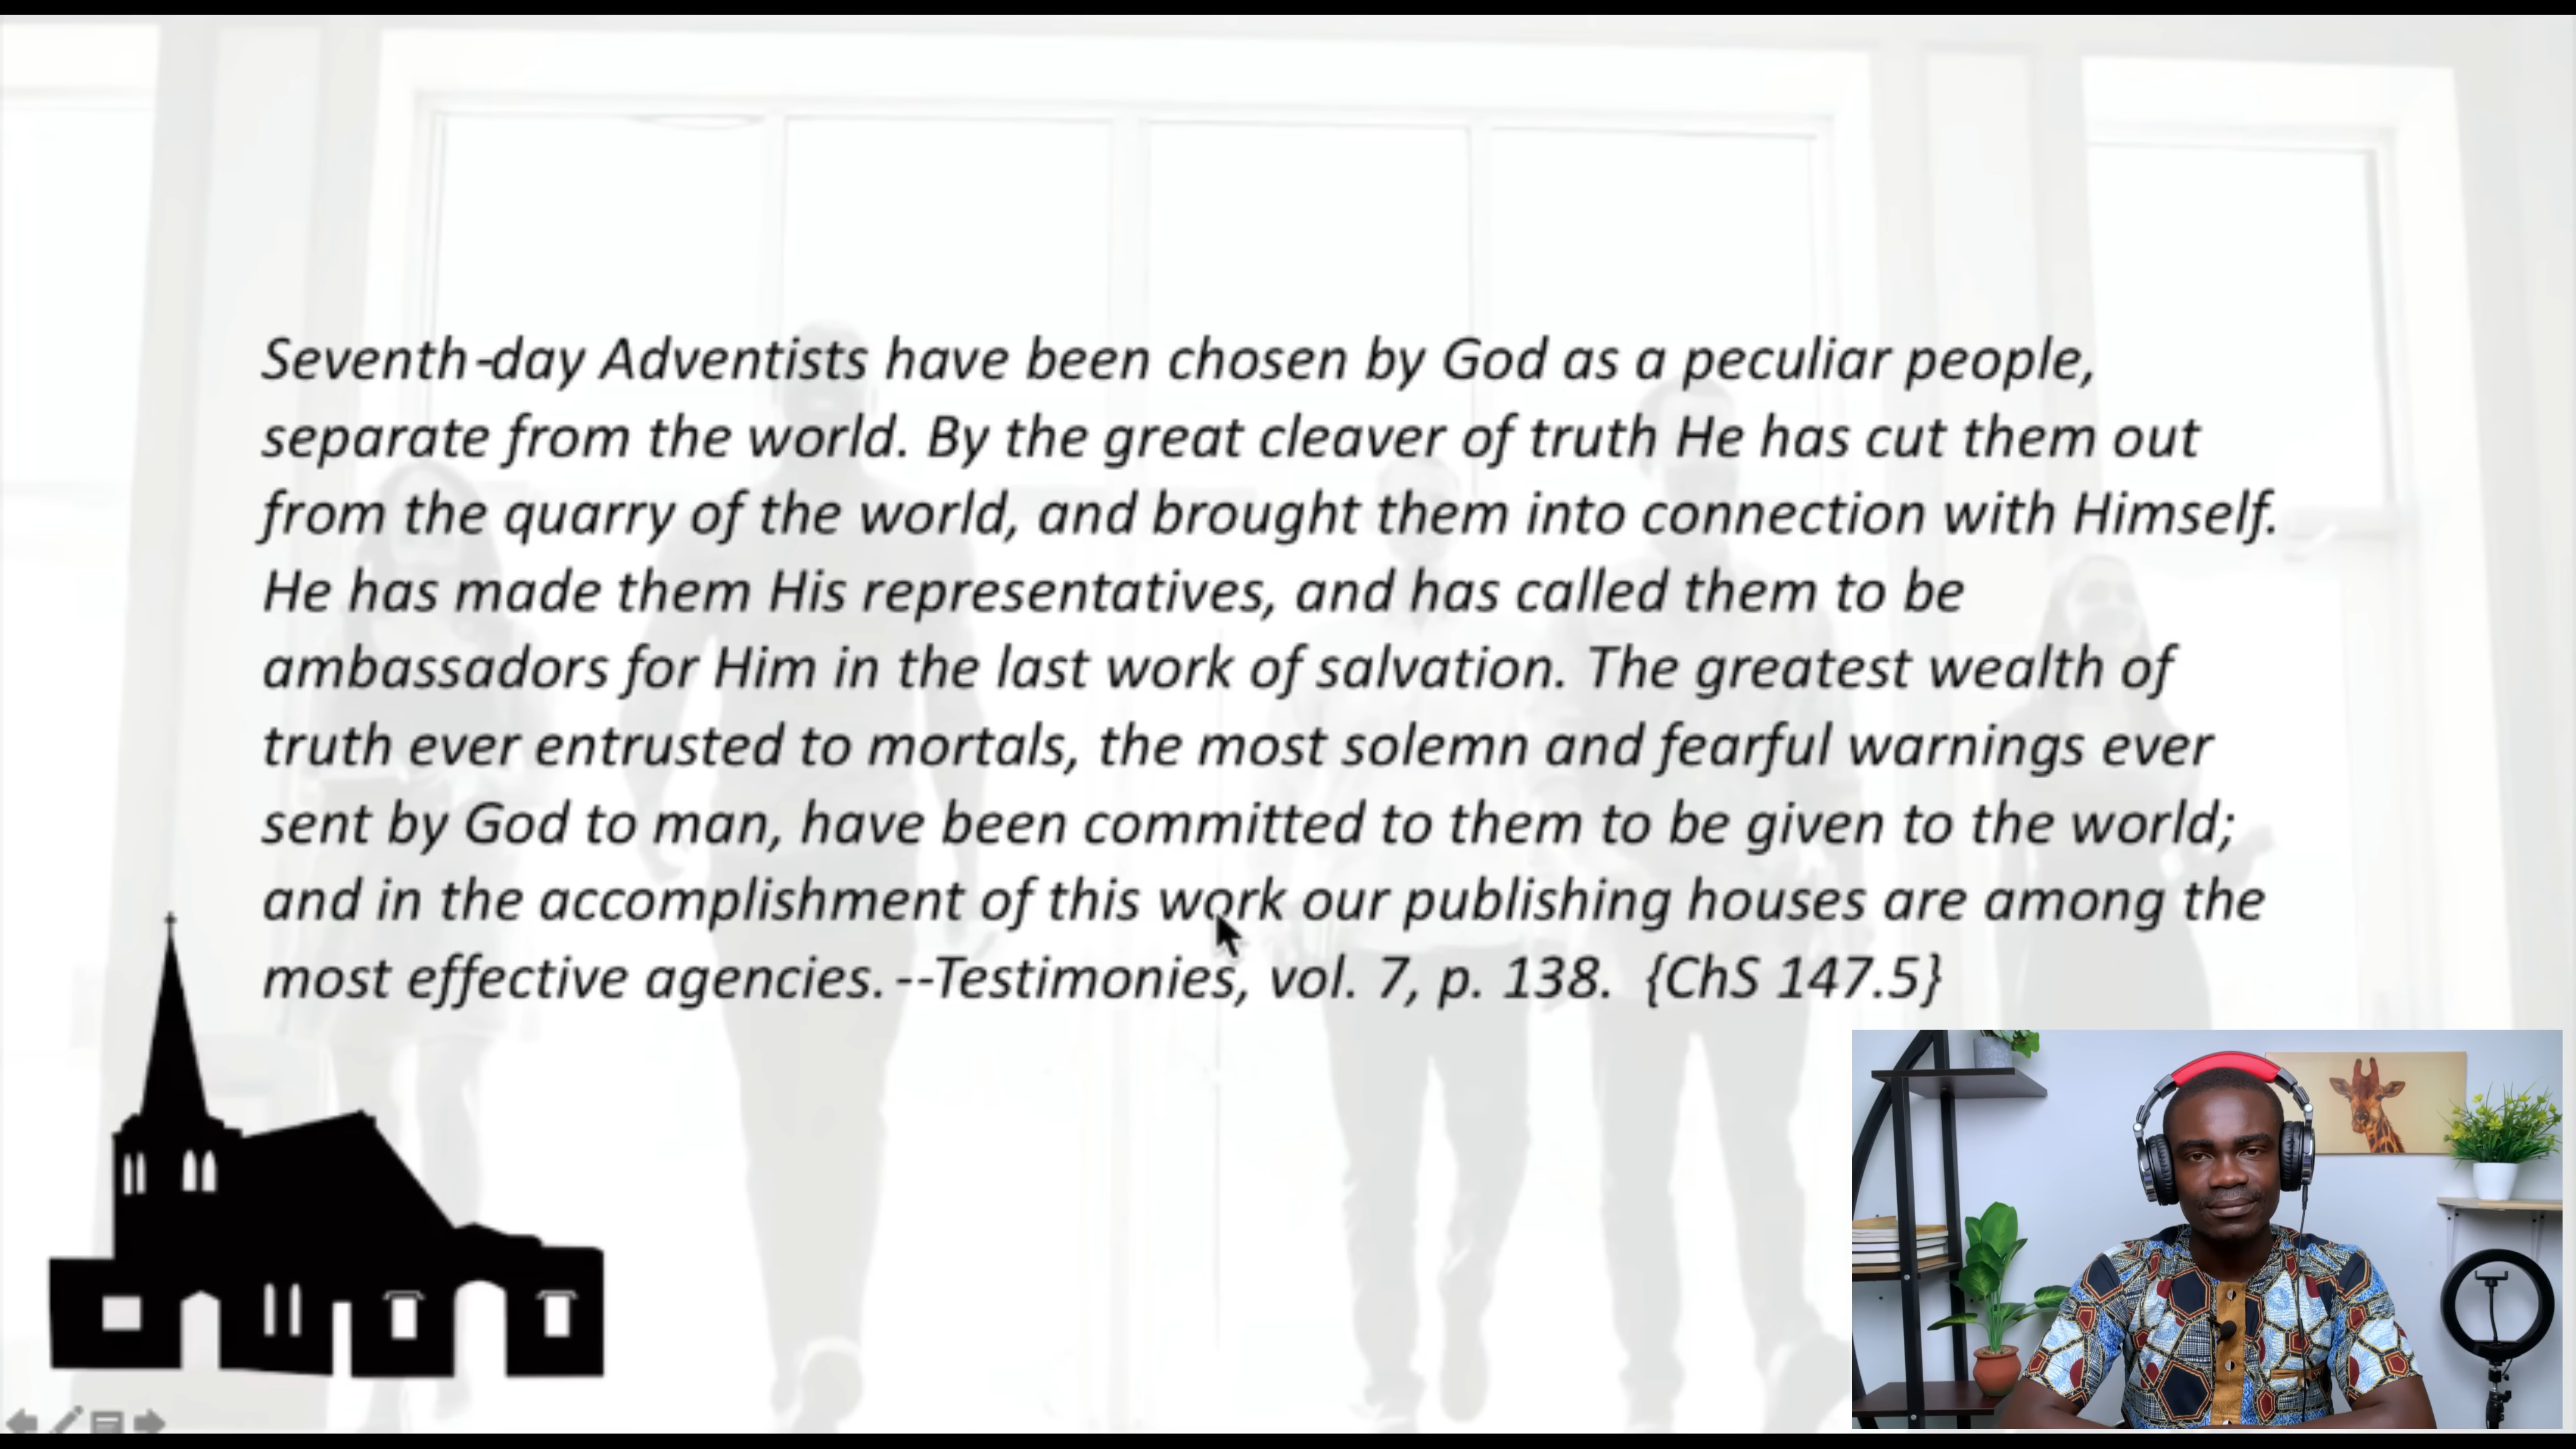 Seventh-day Adventists have been chosen by God as a peculiar people,
separate from the world. By the great cleaver of truth He has cut them out
from the quarry of the world, and brought them into connection with Himself.
He has made them His representatives, and has called them to be
ambassadors for Him in the last work of salvation. The greatest wealth of
truth ever entrusted to mortals, the most solemn and fearful warnings ever
sent by God to man, have been committed to them to be given to the world;
and in the accomplishment of this work our publishing houses are among the
most effective agencies. --Testimonies, vol. 7, p. 138.  {ChS 147.5}